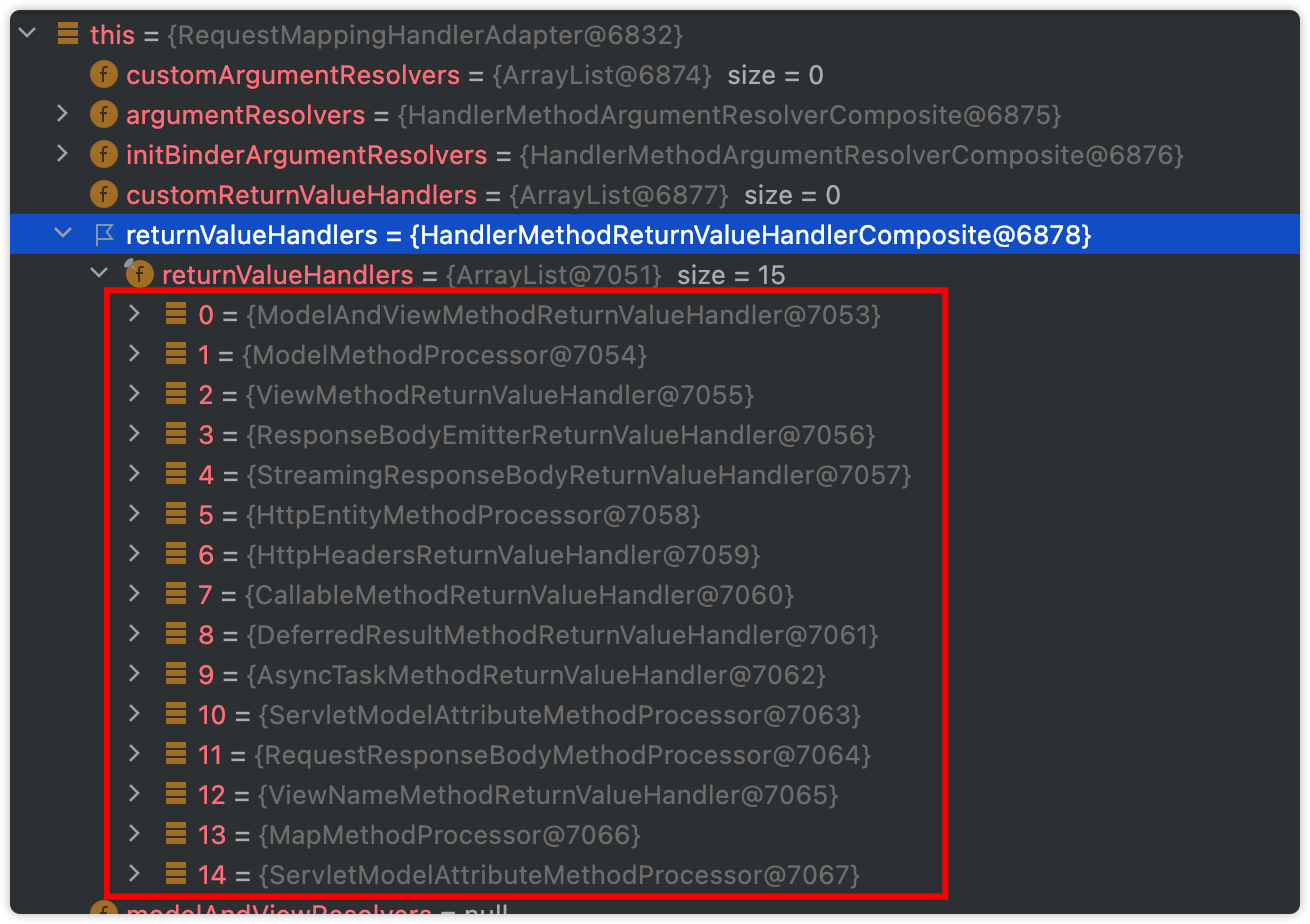 this = {RequestMappingHandlerAdapter@6832}
f customArgumentResolvers = {ArrayList@6874} size = 0
f argumentResolvers = {HandlerMethodArgumentResolverComposite@6875}
f initBinderArgumentResolvers = {HandlerMethodArgumentResolverComposite@6876}
f customReturnValueHandlers = {ArrayList@6877} size = 0
returnValueHandlers = {HandlerMethodReturnValueHandlerComposite@6878}
f returnValueHandlers = {ArrayList@7051} size = 15
0 = {ModelAndViewMethodReturnValueHandler@7053}
1 = {ModelMethodProcessor@7054}
2 = {ViewMethodReturnValueHandler@7055}
3 = {ResponseBodyEmitterReturnValueHandler@7056}
4 = {StreamingResponseBodyReturnValueHandler@7057}
5 = {HttpEntityMethodProcessor@7058}
6 = {HttpHeadersReturnValueHandler@7059}
7 = {CallableMethodReturnValueHandler@7060}
8 = {DeferredResultMethodReturnValueHandler@7061}
9 = {AsyncTaskMethodReturnValueHandler@7062}
10 = {ServletModelAttributeMethodProcessor@7063}
11 = {RequestResponseBodyMethodProcessor@7064}
12 = {ViewNameMethodReturnValueHandler@7065}
13 = {MapMethodProcessor@7066}
14 = {ServletModelAttributeMethodProcessor@7067}
f modelAndViewResolvers = null